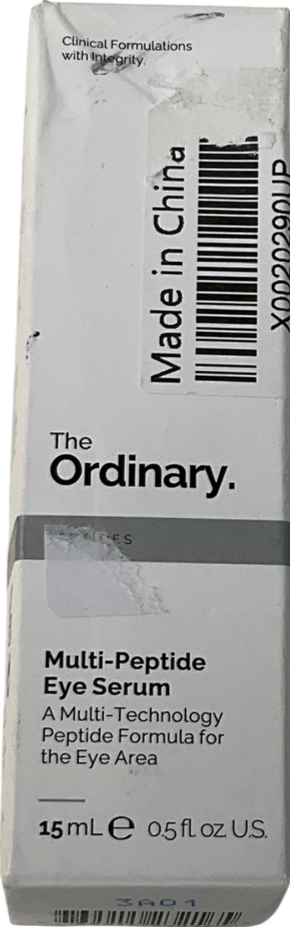 Clinical Formulations
with Integrity.
Made in China
X0020290UP
The
Ordinary.
Multi-Peptide
Eye Serum
A Multi-Technology
Peptide Formula for
the Eye Area
15 mL e 0.5 fl. oz. U.S.
3A01